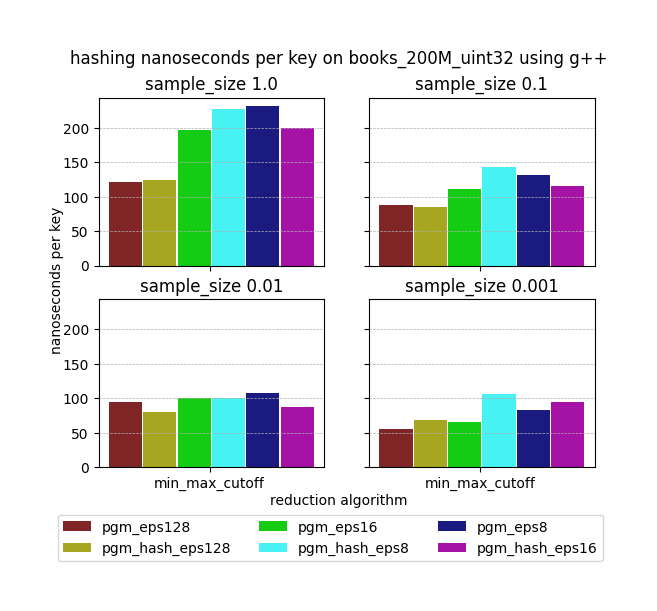 hashing nanoseconds per key on books_200M_uint32 using g++
sample_size 1.0
sample_size 0.1
200
150
100
50
0
nanoseconds per key
sample_size 0.01
sample_size 0.001
200
150
100
50
0
min_max_cutoff
min_max_cutoff
reduction algorithm
pgm_eps128
pgm_eps16
pgm_eps8
pgm_hash_eps128
pgm_hash_eps8
pgm_hash_eps16